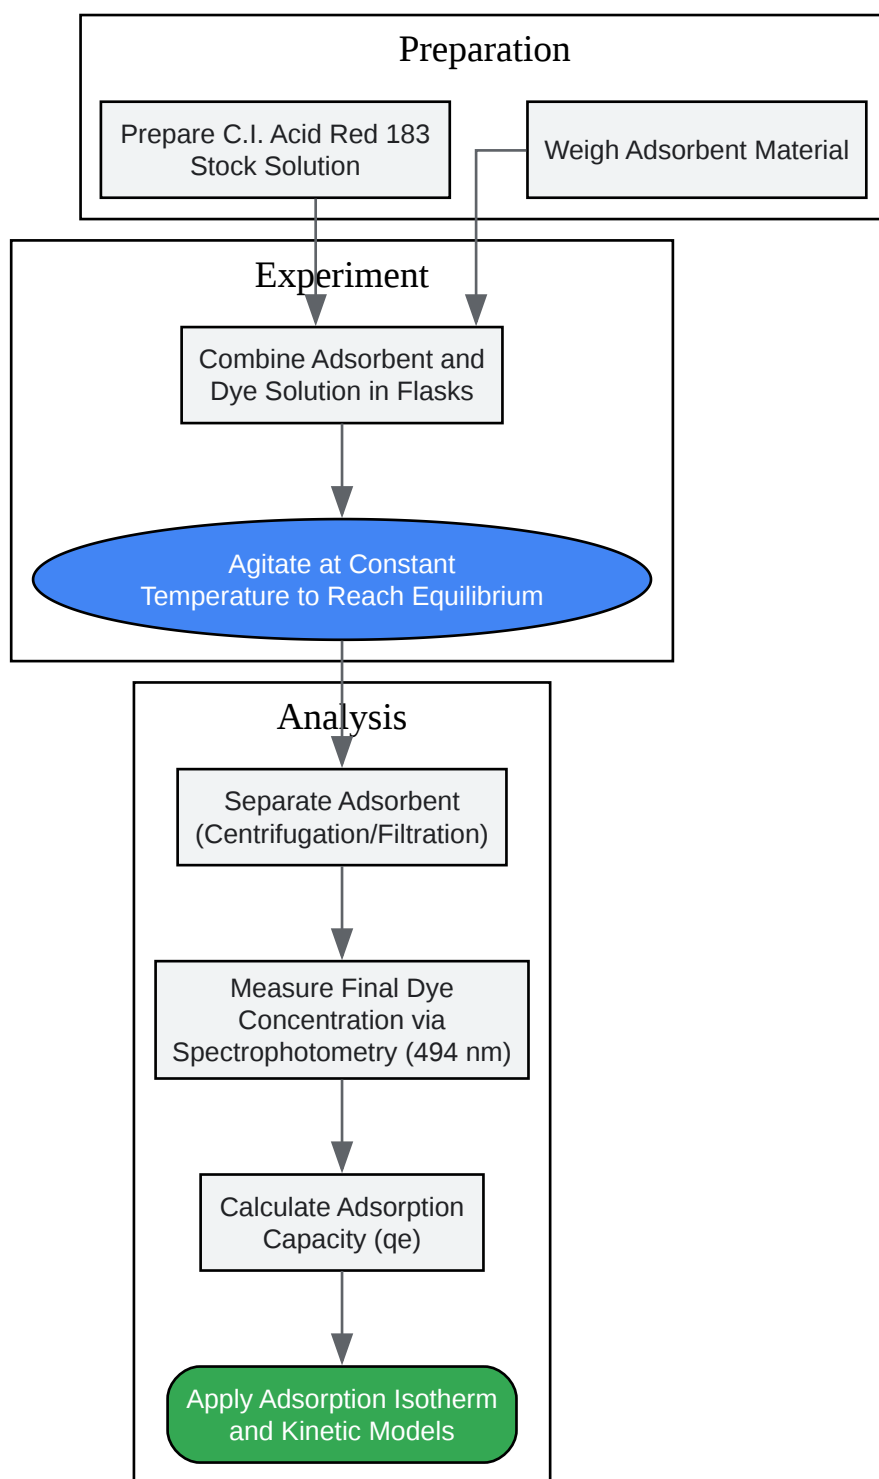 Preparation
Prepare C.I. Acid Red 183
Stock Solution
Weigh Adsorbent Material
Experiment
Combine Adsorbent and
Dye Solution in Flasks
Agitate at Constant
Temperature to Reach Equilibrium
Analysis
Separate Adsorbent
(Centrifugation/Filtration)
Measure Final Dye
Concentration via
Spectrophotometry (494 nm)
Calculate Adsorption
Capacity (qe)
Apply Adsorption Isotherm
and Kinetic Models